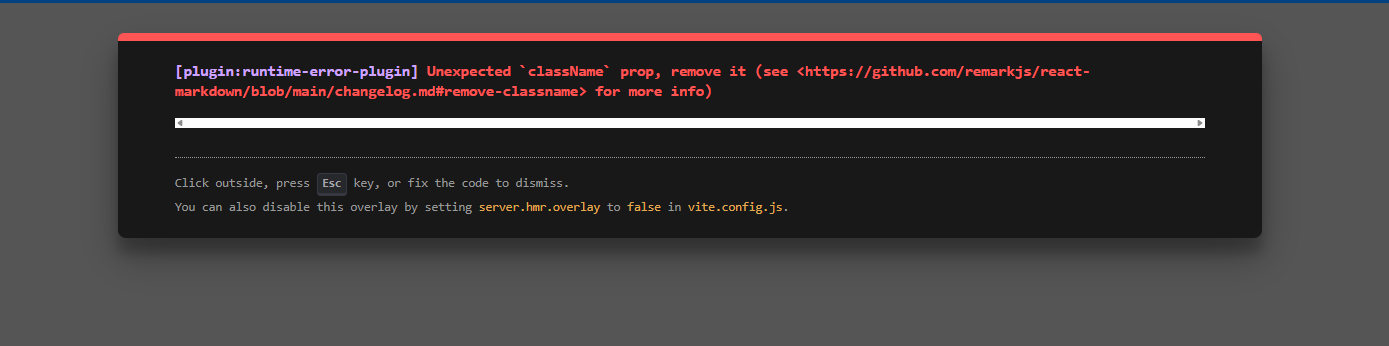 [plugin:runtime-error-plugin] Unexpected `className` prop, remove it (see <https://github.com/remarkjs/react-
markdown/blob/main/changelog.md#remove-classname> for more info)
Click outside, press Esc key, or fix the code to dismiss.
You can also disable this overlay by setting server.hmr.overlay to false in vite.config.js.